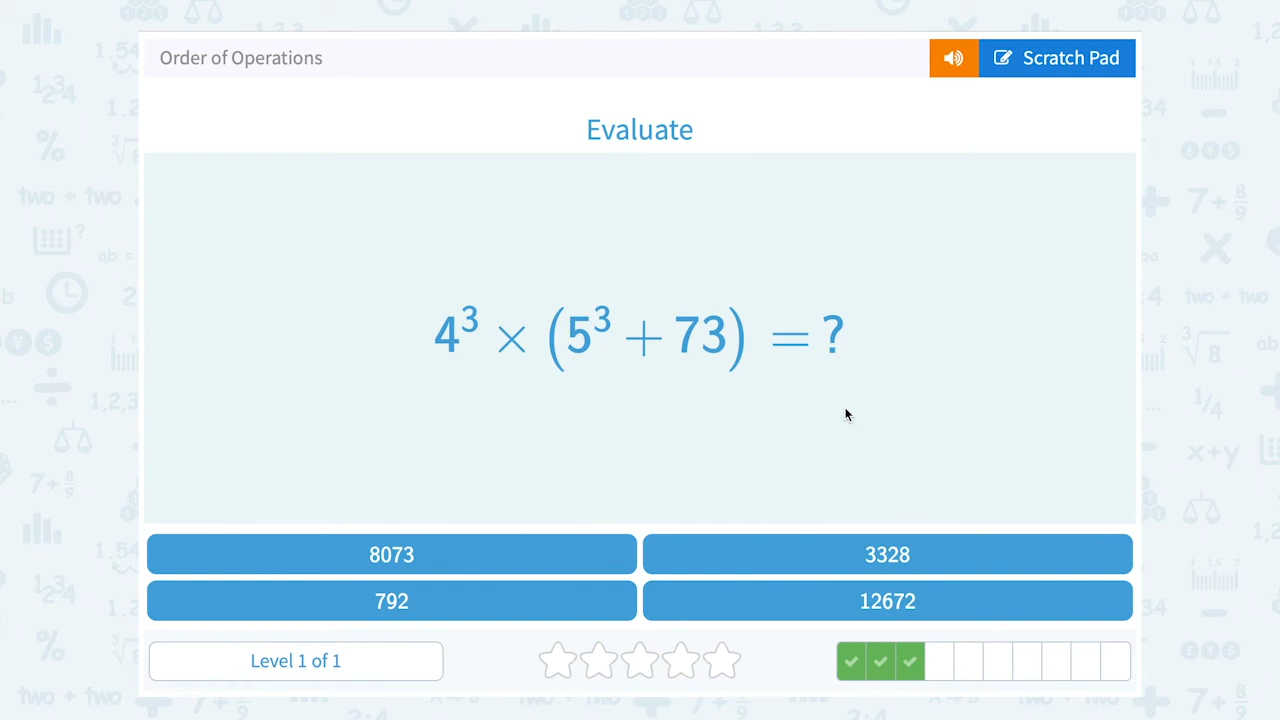 Order of Operations
Scratch Pad
Evaluate
4³ × (5³ + 73) = ?
8073
3328
792
12672
Level 1 of 1